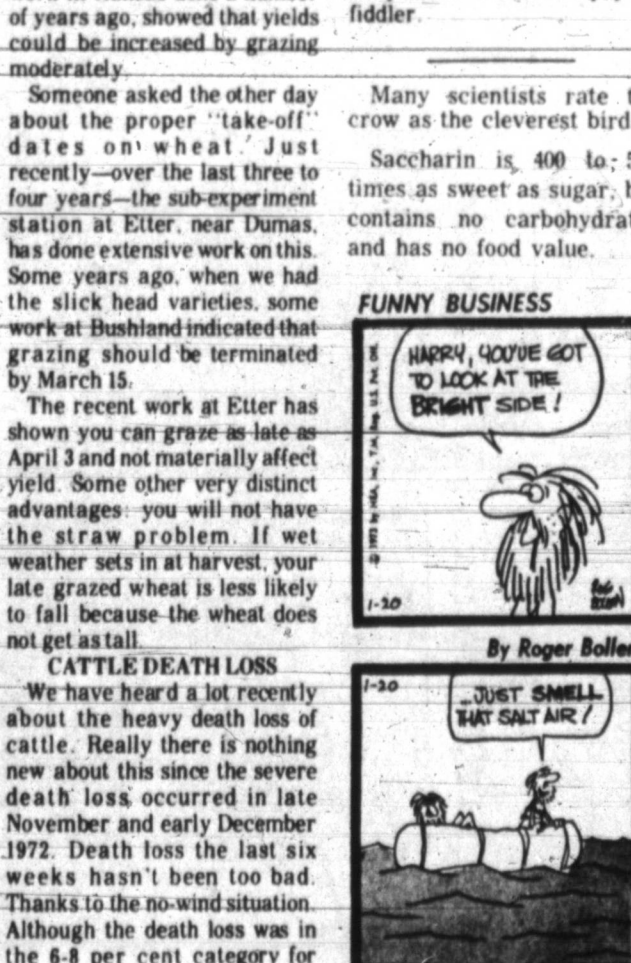 of years ago, showed that yields
could be increased by grazing
moderately.
Someone asked the other day
about the proper "take-off"
dates on wheat. Just
recently—over the last three to
four years—the sub-experiment
station at Etter, near Dumas,
has done extensive work on this.
Some years ago, when we had
the slick head varieties, some
work at Bushland indicated that
grazing should be terminated
by March 15.
The recent work at Etter has
shown you can graze as late as
April 3 and not materially affect
yield. Some other very distinct
advantages: you will not have
the straw problem. If wet
weather sets in at harvest, your
late grazed wheat is less likely
to fall because the wheat does
not get as tall.
CATTLE DEATH LOSS
We have heard a lot recently
about the heavy death loss of
cattle. Really there is nothing
new about this since the severe
death loss occurred in late
November and early December
1972. Death loss the last six
weeks hasn't been too bad.
Thanks to the no-wind situation.
Although the death loss was in
the 6-8 per cent category for
fiddler.
Many scientists rate
crow as the cleverest bird
Saccharin is 400 to
times as sweet as sugar,
contains no
and has no food value.
FUNNY BUSINESS
HARRY, YOU'VE GOT
TO LOOK AT THE
BRIGHT SIDE!
© 1973 by NEA, Inc., T.M. Reg. U.S. Pat. Off.
1-20
By Roger
1-20
..JUST SMELL
THAT SALT AIR!